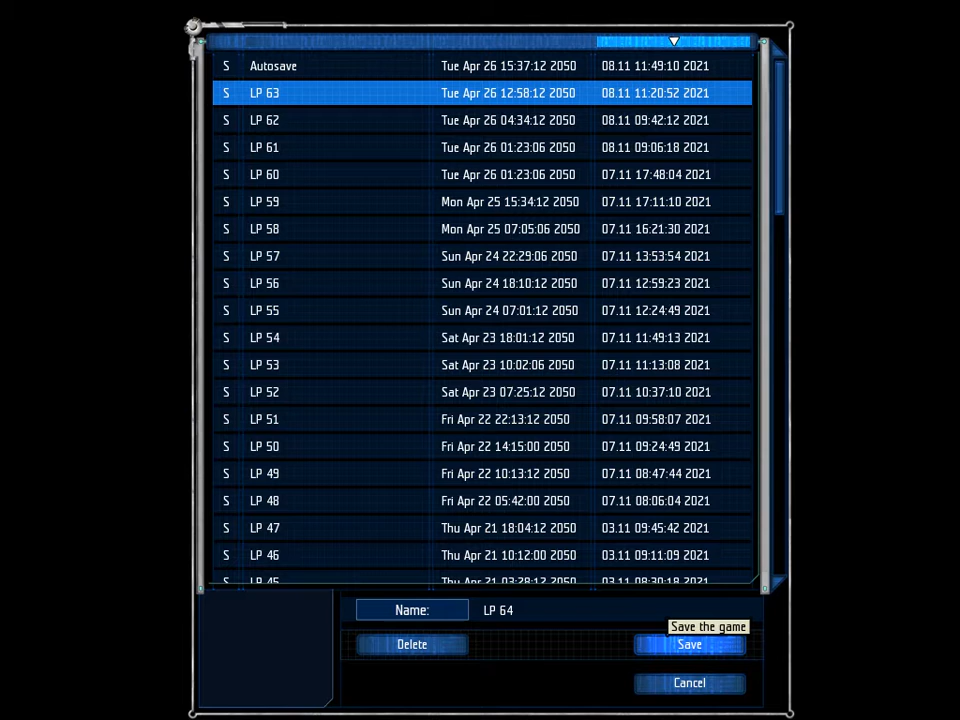 S Autosave Tue Apr 26 15:37:12 2050 08.11 11:49:10 2021
S LP 63 Tue Apr 26 12:58:12 2050 08.11 11:20:52 2021
S LP 62 Tue Apr 26 04:34:12 2050 08.11 09:42:12 2021
S LP 61 Tue Apr 26 01:23:06 2050 08.11 09:06:18 2021
S LP 60 Tue Apr 26 01:23:06 2050 07.11 17:48:04 2021
S LP 59 Mon Apr 25 15:34:12 2050 07.11 17:11:10 2021
S LP 58 Mon Apr 25 07:05:06 2050 07.11 16:21:30 2021
S LP 57 Sun Apr 24 22:29:06 2050 07.11 13:53:54 2021
S LP 56 Sun Apr 24 18:10:12 2050 07.11 12:59:23 2021
S LP 55 Sun Apr 24 07:01:12 2050 07.11 12:24:49 2021
S LP 54 Sat Apr 23 18:01:12 2050 07.11 11:49:13 2021
S LP 53 Sat Apr 23 10:02:06 2050 07.11 11:13:08 2021
S LP 52 Sat Apr 23 07:25:12 2050 07.11 10:37:10 2021
S LP 51 Fri Apr 22 22:13:12 2050 07.11 09:58:07 2021
S LP 50 Fri Apr 22 14:15:00 2050 07.11 09:24:49 2021
S LP 49 Fri Apr 22 10:13:12 2050 07.11 08:47:44 2021
S LP 48 Fri Apr 22 05:42:00 2050 07.11 08:06:04 2021
S LP 47 Thu Apr 21 18:04:12 2050 03.11 09:45:42 2021
S LP 46 Thu Apr 21 10:12:00 2050 03.11 09:11:09 2021
S LP 45 Thu Apr 21 03:28:12 2050 03.11 08:30:18 2021
Name: LP 64
Save the game
Delete Save
Cancel